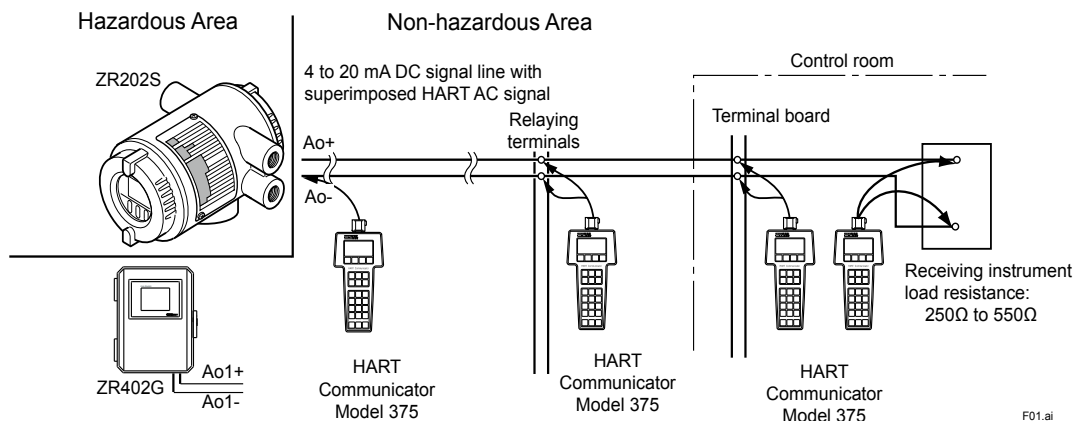 Hazardous Area
Non-hazardous Area
ZR202S
4 to 20 mA DC signal line with
superimposed HART AC signal
Control room
Relaying
terminals
Terminal board
Ao+
Ao-
Receiving instrument
load resistance:
250Ω to 550Ω
ZR402G
Ao1+
Ao1-
HART
Communicator
Model 375
HART
Communicator
Model 375
HART
Communicator
Model 375
F01.ai